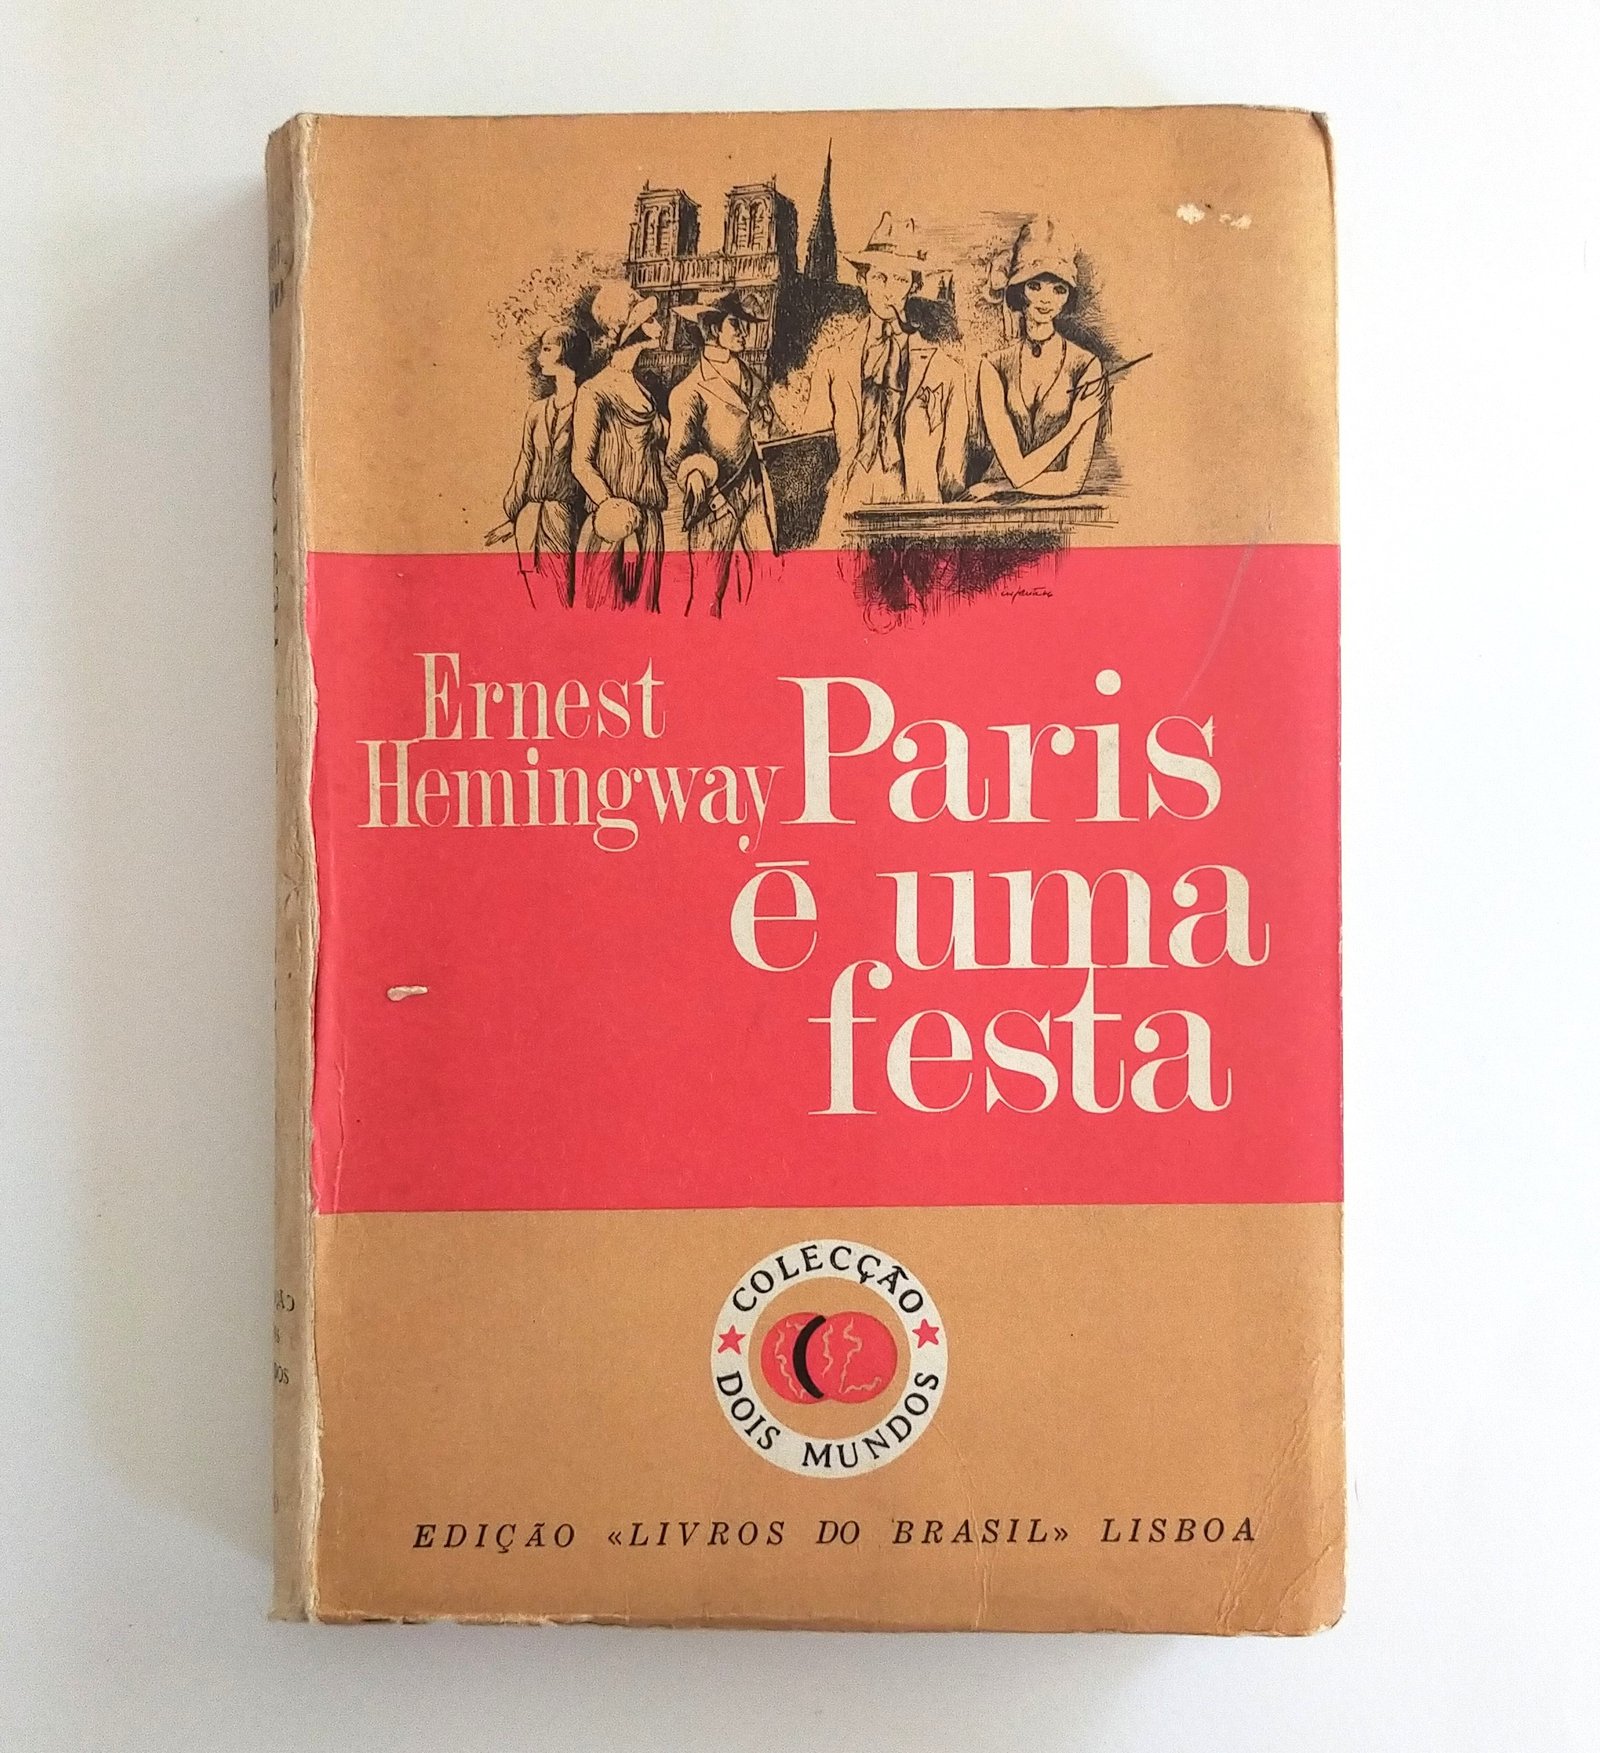 Ernest
Hemingway
Paris
ē uma
festa
COLECÇÃO
DOIS MUNDOS
EDIÇÃO «LIVROS DO BRASIL» LISBOA